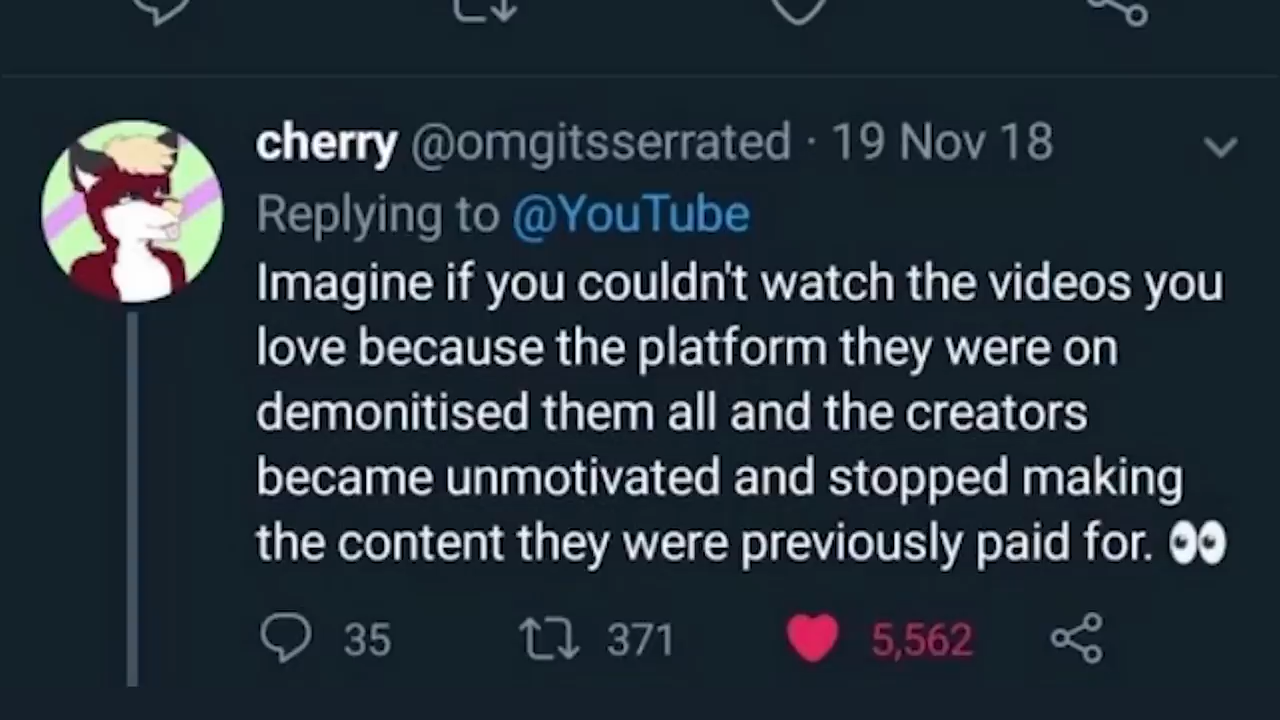 cherry @omgitsserrated · 19 Nov 18
Replying to @YouTube
Imagine if you couldn't watch the videos you
love because the platform they were on
demonitised them all and the creators
became unmotivated and stopped making
the content they were previously paid for. 👀
35 371 5,562